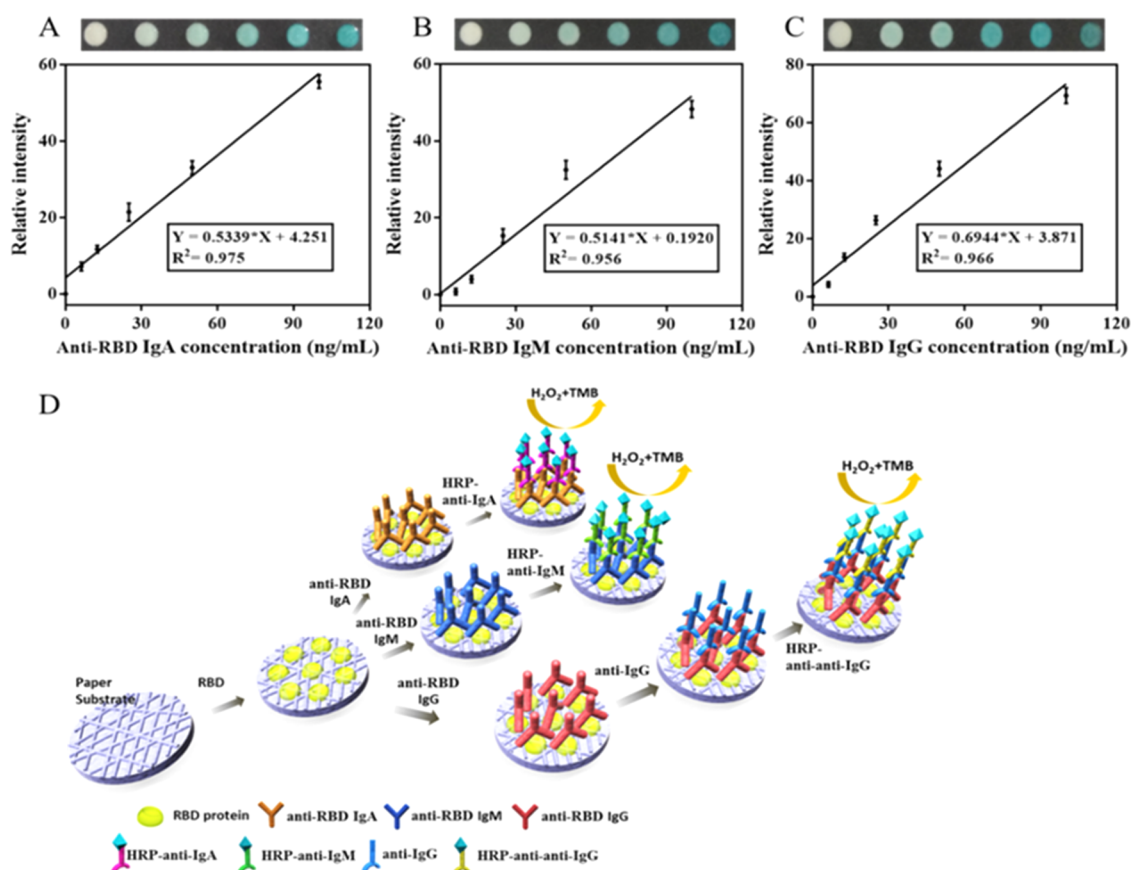 A
B
C
60
40
20
0
Relative intensity
Y = 0.5339*X + 4.251
R²= 0.975
0 30 60 90 120
Anti-RBD IgA concentration (ng/mL)
60
40
20
0
Relative intensity
Y = 0.5141*X + 0.1920
R²= 0.956
0 30 60 90 120
Anti-RBD IgM concentration (ng/mL)
80
60
40
20
0
Relative intensity
Y = 0.6944*X + 3.871
R²= 0.966
0 30 60 90 120
Anti-RBD IgG concentration (ng/mL)
D
H₂O₂+TMB
H₂O₂+TMB
H₂O₂+TMB
HRP-
anti-IgA
HRP-
anti-IgM
anti-RBD
IgA
anti-RBD
IgM
anti-RBD
IgG
anti-IgG
HRP-
anti-anti-IgG
Paper
Substrate
RBD
RBD protein anti-RBD IgA anti-RBD IgM anti-RBD IgG
HRP-anti-IgA HRP-anti-IgM anti-IgG HRP-anti-anti-IgG